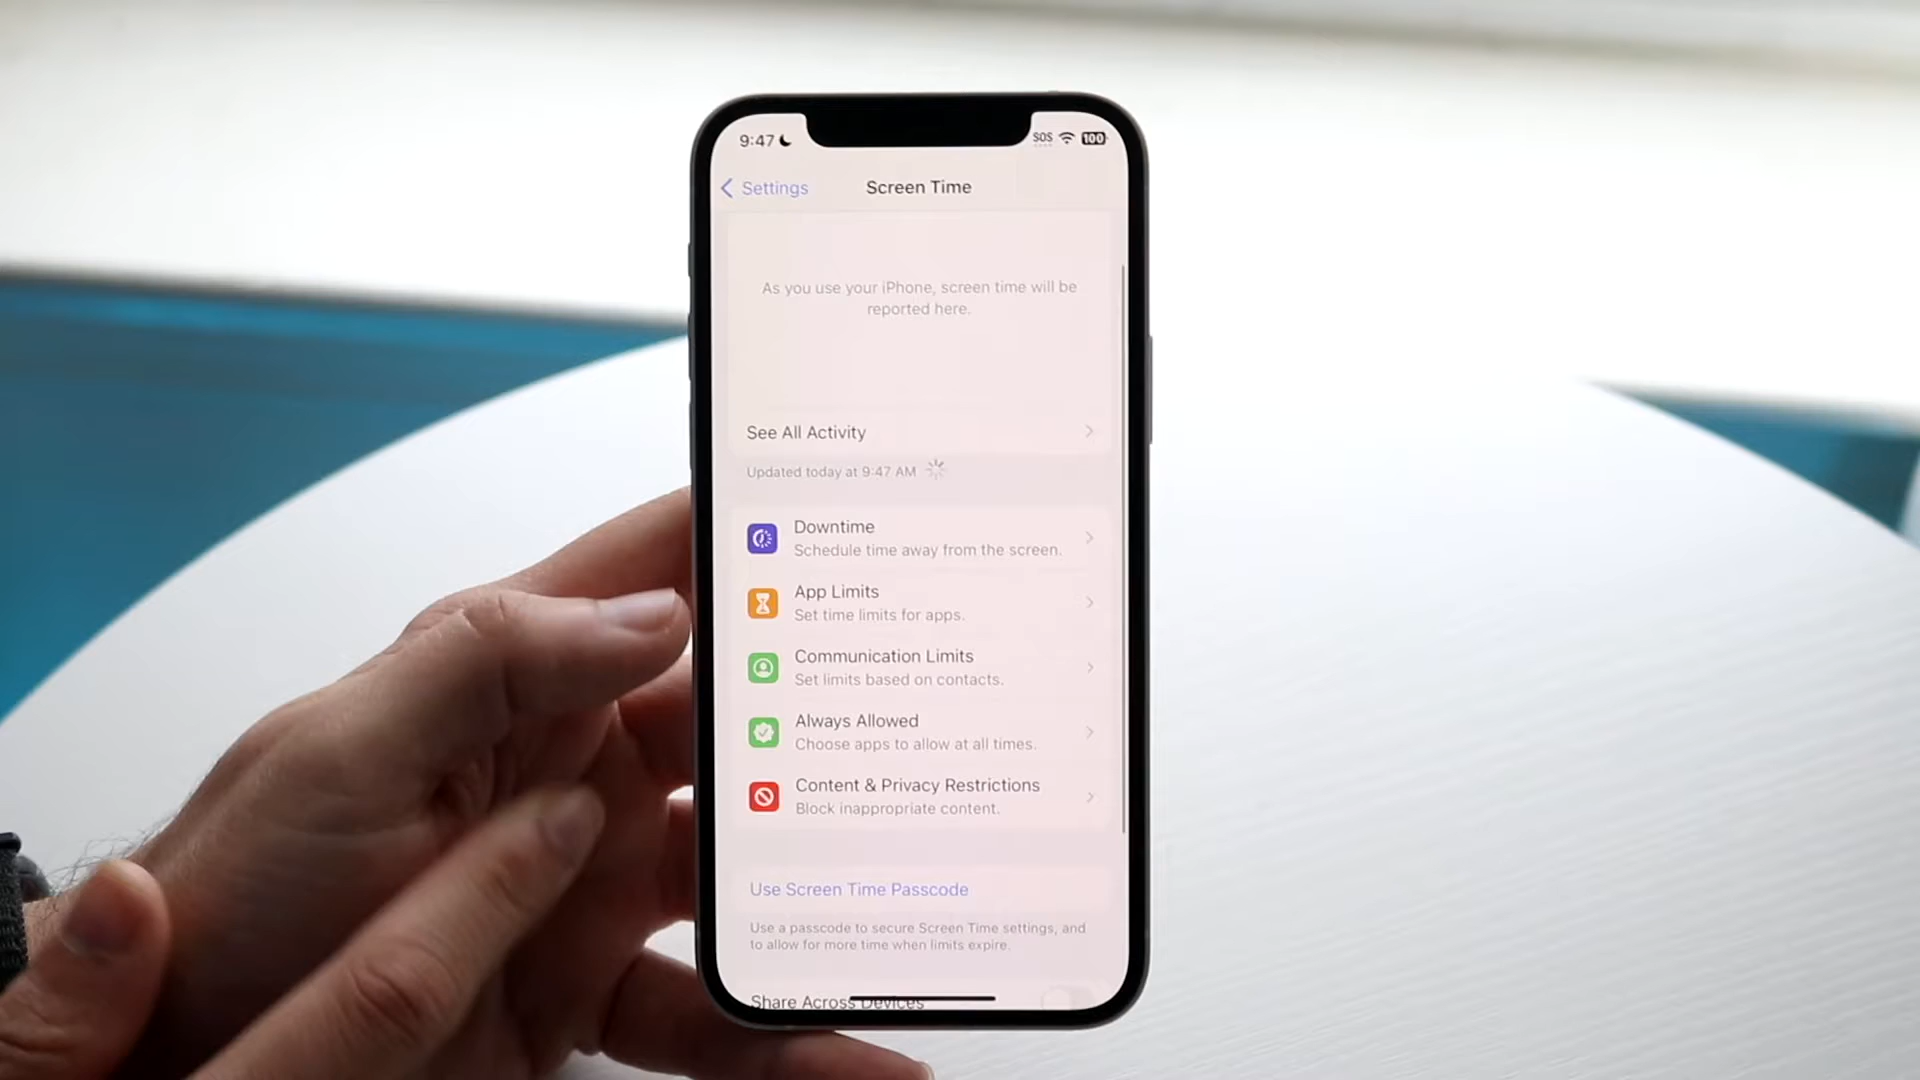 9:47
SOS
100
Settings
Screen Time
As you use your iPhone, screen time will be
reported here.
See All Activity
Updated today at 9:47 AM
Downtime
Schedule time away from the screen.
App Limits
Set time limits for apps.
Communication Limits
Set limits based on contacts.
Always Allowed
Choose apps to allow at all times.
Content & Privacy Restrictions
Block inappropriate content.
Use Screen Time Passcode
Use a passcode to secure Screen Time settings, and
to allow for more time when limits expire.
Share Across Devices